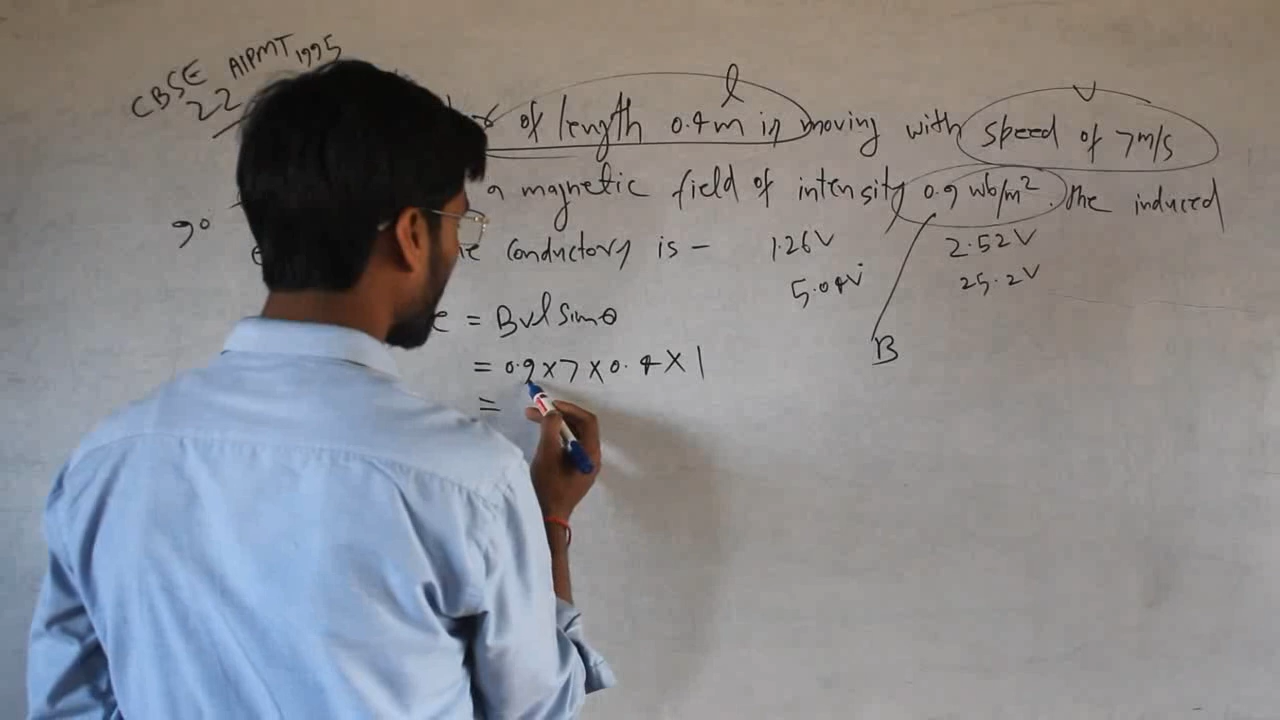 CBSE AIPMT 1995
22
of length 0.4m in moving with speed of 7m/s
l
v
a magnetic field of intensity 0.9 wb/m². The induced
90
conductory is – 1.26V 2.52V
5.04V 25.2V
e = Bvl Sinθ
B
= 0.9 × 7 × 0.4 × 1
=